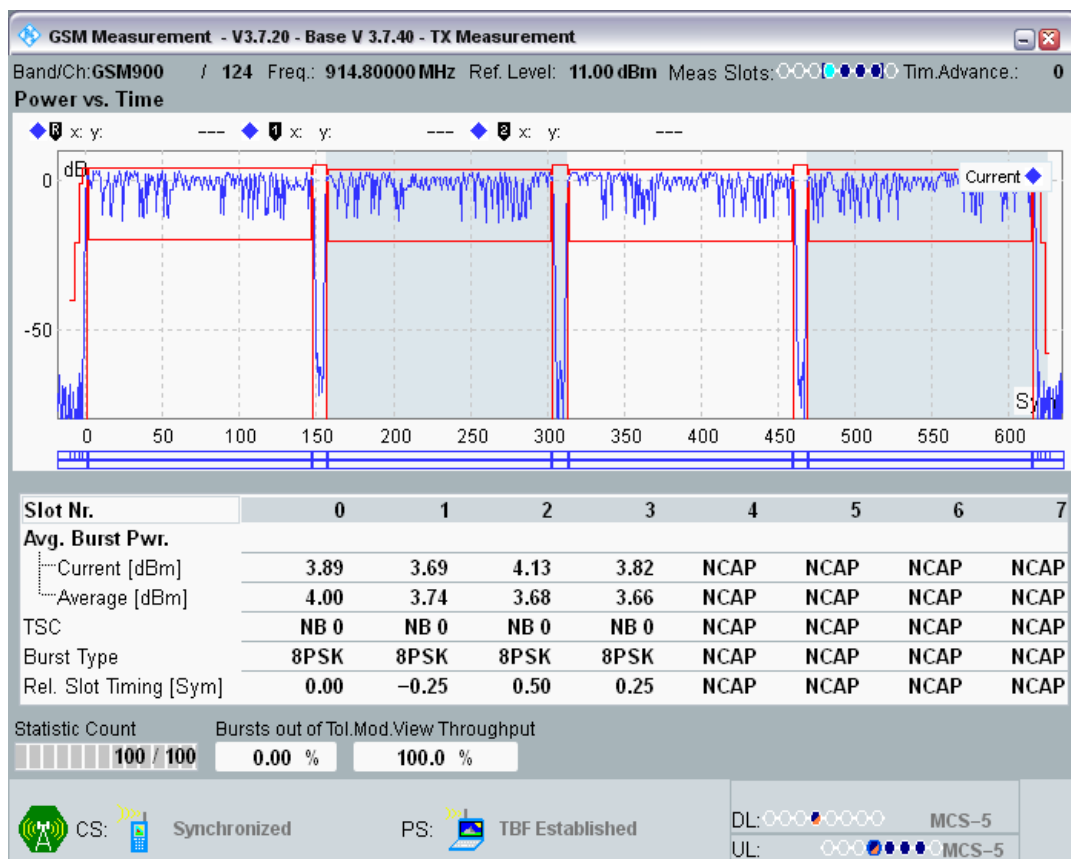 GSM Measurement - V3.7.20 - Base V 3.7.40 - TX Measurement
Band/Ch:GSM900 / 124 Freq.: 914.80000 MHz Ref. Level: 11.00 dBm Meas Slots: Tim.Advance.: 0
Power vs. Time
R x: y: --- 1 x: y: --- 2 x: y: ---
dB
Current
0
-50
0 50 100 150 200 250 300 350 400 450 500 550 600
Slot Nr. 0 1 2 3 4 5 6 7
Avg. Burst Pwr.
Current [dBm] 3.89 3.69 4.13 3.82 NCAP NCAP NCAP NCAP
Average [dBm] 4.00 3.74 3.68 3.66 NCAP NCAP NCAP NCAP
TSC NB 0 NB 0 NB 0 NB 0 NCAP NCAP NCAP NCAP
Burst Type 8PSK 8PSK 8PSK 8PSK NCAP NCAP NCAP NCAP
Rel. Slot Timing [Sym] 0.00 −0.25 0.50 0.25 NCAP NCAP NCAP NCAP
Statistic Count Bursts out of Tol. Mod.View Throughput
100 / 100 0.00 % 100.0 %
CS: Synchronized PS: TBF Established
DL: MCS−5
UL: MCS−5